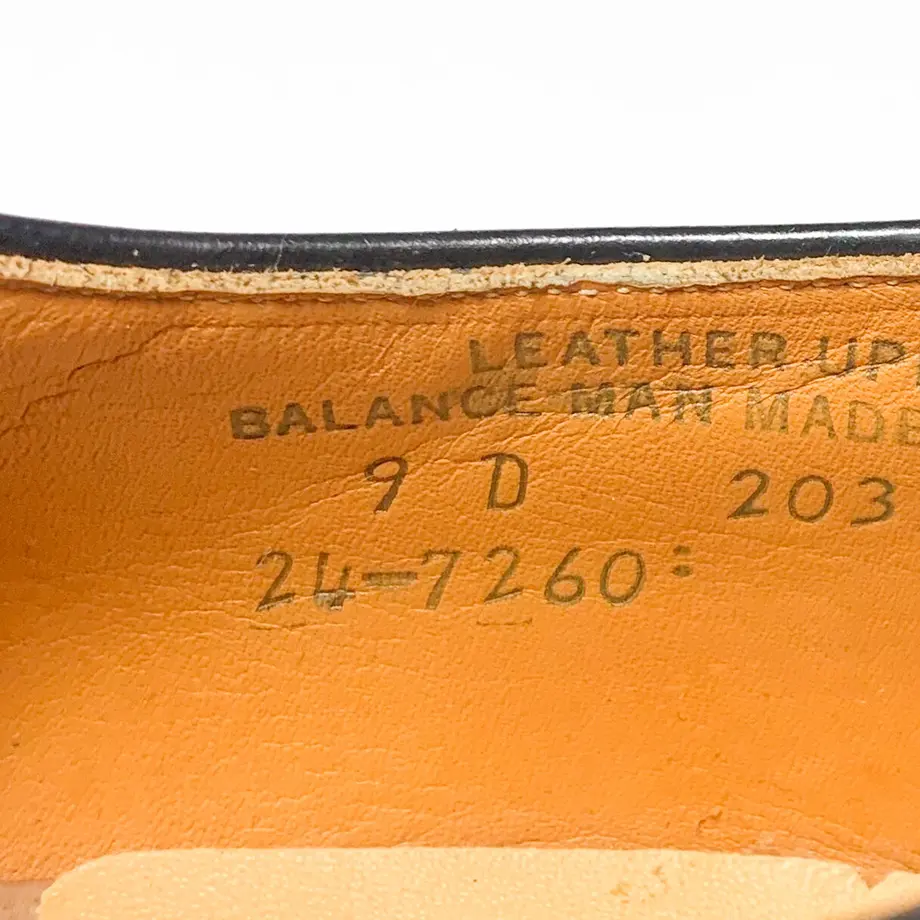 LEATHER UP
BALANCE MAN MADE
9 D 203
24-7260: